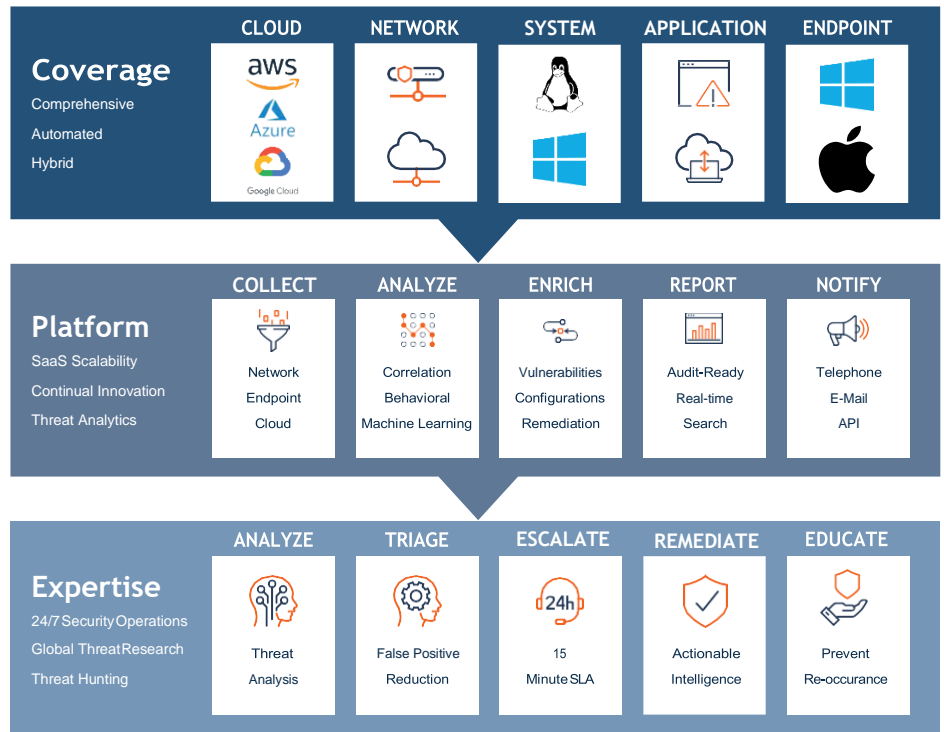 CLOUD NETWORK SYSTEM APPLICATION ENDPOINT
Coverage
Comprehensive
Automated
Hybrid
aws
Azure
Google Cloud
COLLECT ANALYZE ENRICH REPORT NOTIFY
Platform
SaaS Scalability
Continual Innovation
Threat Analytics
Network Correlation Vulnerabilities Audit-Ready Telephone
Endpoint Behavioral Configurations Real-time E-Mail
Cloud Machine Learning Remediation Search API
ANALYZE TRIAGE ESCALATE REMEDIATE EDUCATE
Expertise
24/7 Security Operations
Global Threat Research
Threat Hunting
24h
Threat False Positive 15 Actionable Prevent
Analysis Reduction Minute SLA Intelligence Re-occurance